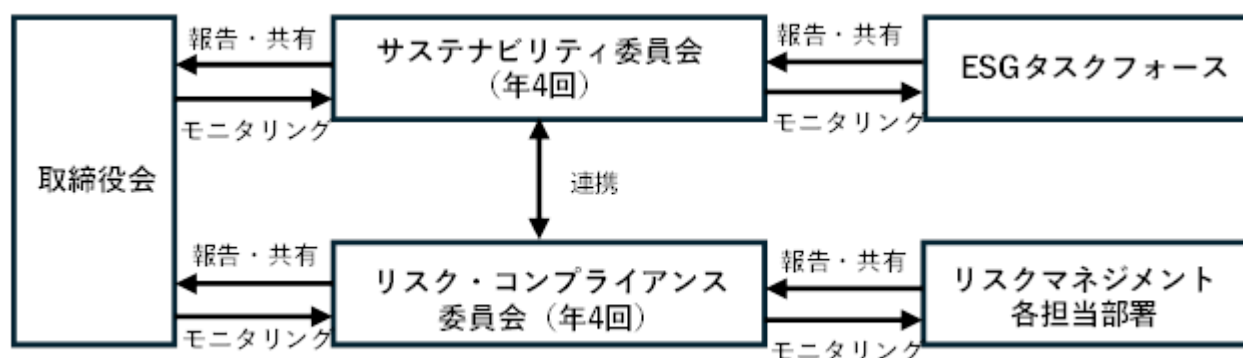 報告・共有
サステナビリティ委員会
（年4回）
報告・共有
ESGタスクフォース
モニタリング
モニタリング
取締役会
連携
報告・共有
リスク・コンプライアンス
委員会（年4回）
報告・共有
リスクマネジメント
各担当部署
モニタリング
モニタリング